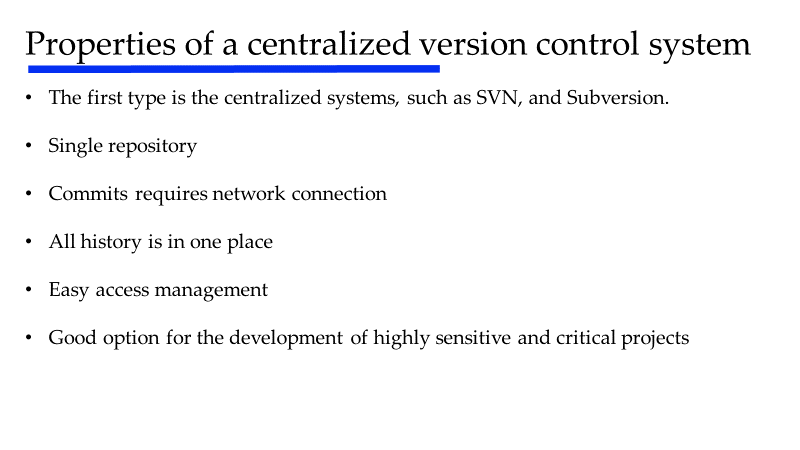 Properties of a centralized version control system
• The first type is the centralized systems, such as SVN, and Subversion.
• Single repository
• Commits requires network connection
• All history is in one place
• Easy access management
• Good option for the development of highly sensitive and critical projects